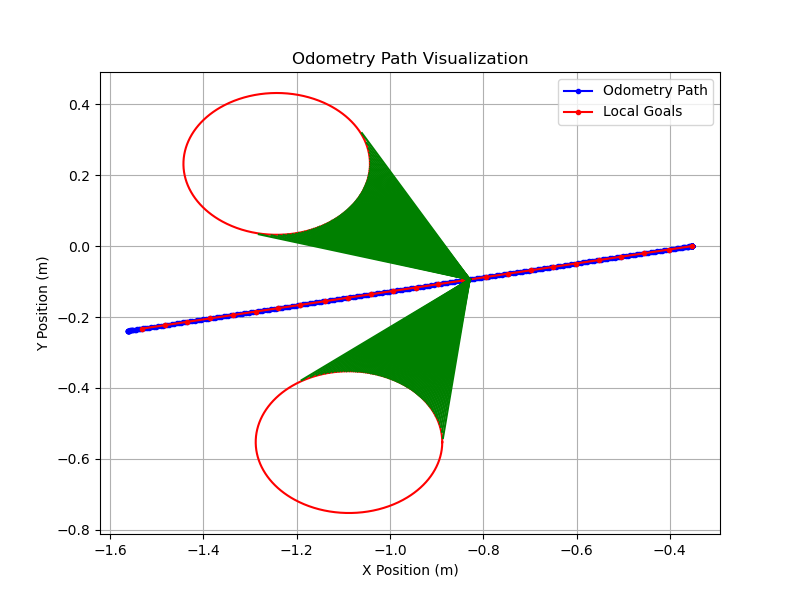 Odometry Path Visualization
Odometry Path
Local Goals
0.4
0.2
0.0
−0.2
−0.4
−0.6
−0.8
Y Position (m)
−1.6 −1.4 −1.2 −1.0 −0.8 −0.6 −0.4
X Position (m)